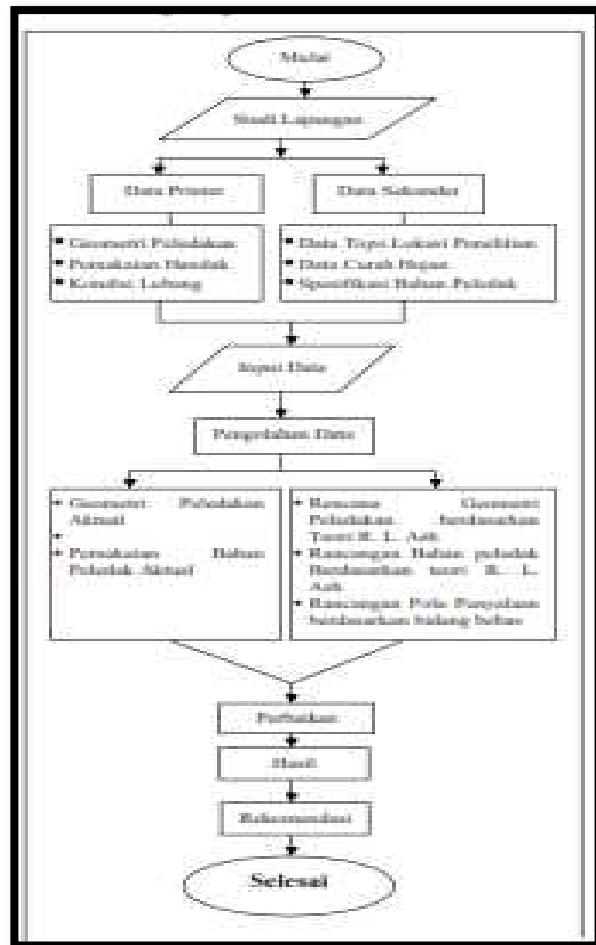 Mulai
Studi Lapangan
Data Primer
Data Sekunder
Geometri Peledakan
Pemakaian Handak
Kondisi Lubang
Data Topo Lokasi Penelitian
Data Curah Hujan
Spesifikasi Bahan Peledak
Input Data
Pengolahan Data
Geometri Peledakan
Aktual
Pemakaian Bahan
Peledak Aktual
Rencana Geometri
Peledakan berdasarkan
Teori R. L. Ash
Rancangan Bahan peledak
Berdasarkan teori R. L.
Ash
Rancangan Pola Penyalaan
berdasarkan bidang bebas
Perbaikan
Hasil
Rekomendasi
Selesai